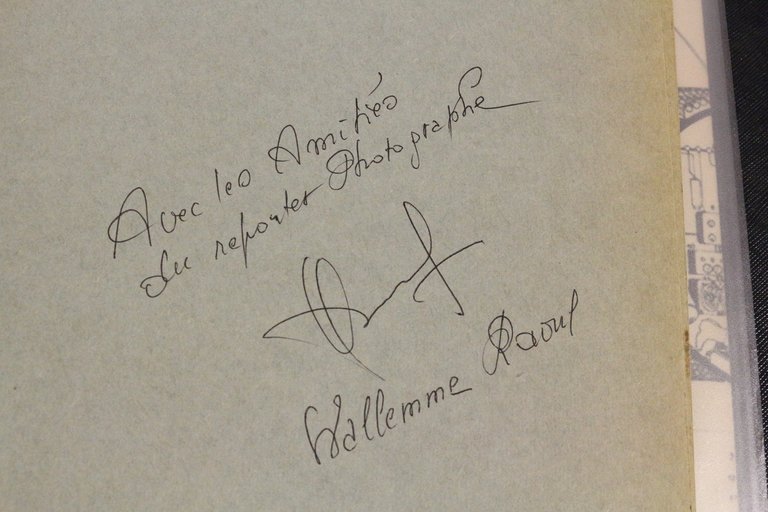 Avec les Amitiés
du reporter Photographe
Wallemme Raoul